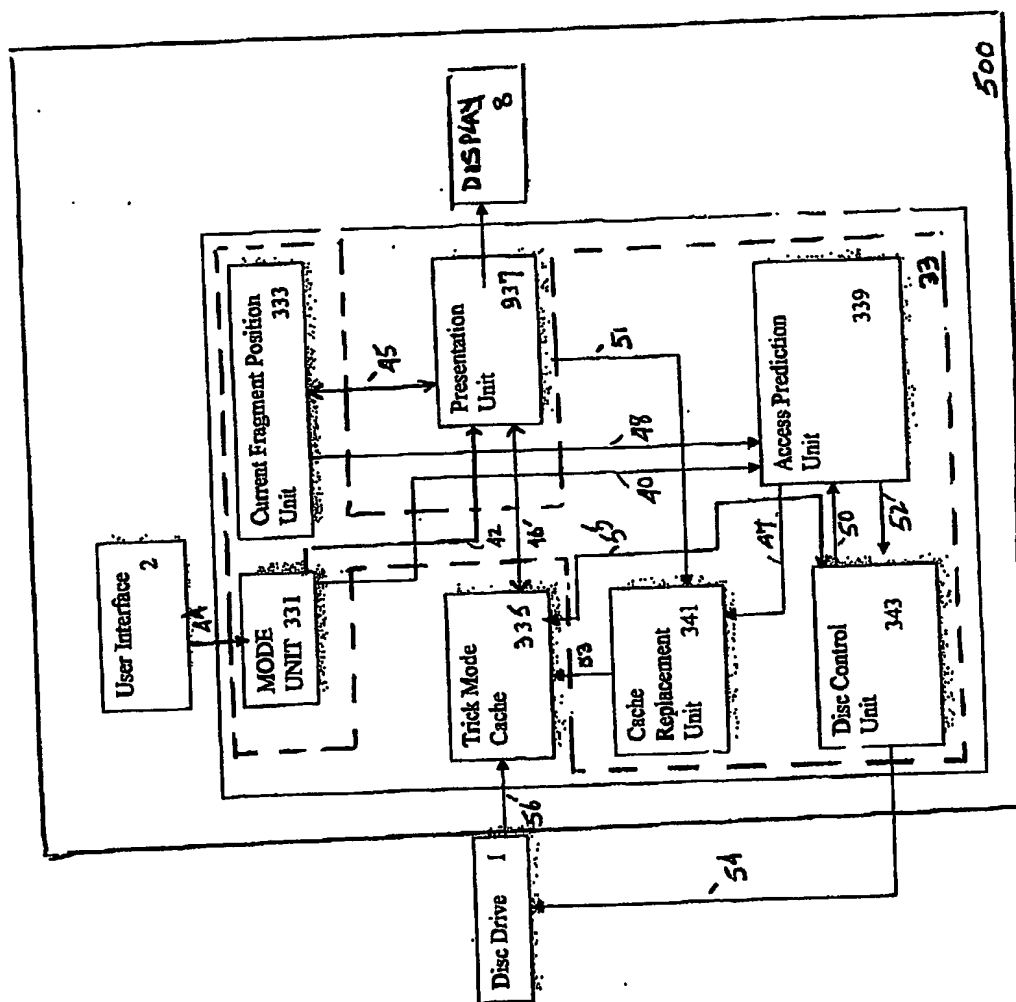 User Interface
2
4A
MODE
UNIT 331
Current Fragment Position
Unit
333
45
42
46
Disc Drive 1
56
Trick Mode
Cache
335
Presentation
Unit
937
DISPLAY
8
53
51
40
48
Cache
Replacement
Unit
341
47
Access Prediction
Unit
339
33
Disc Control
Unit
343
50
52
54
500